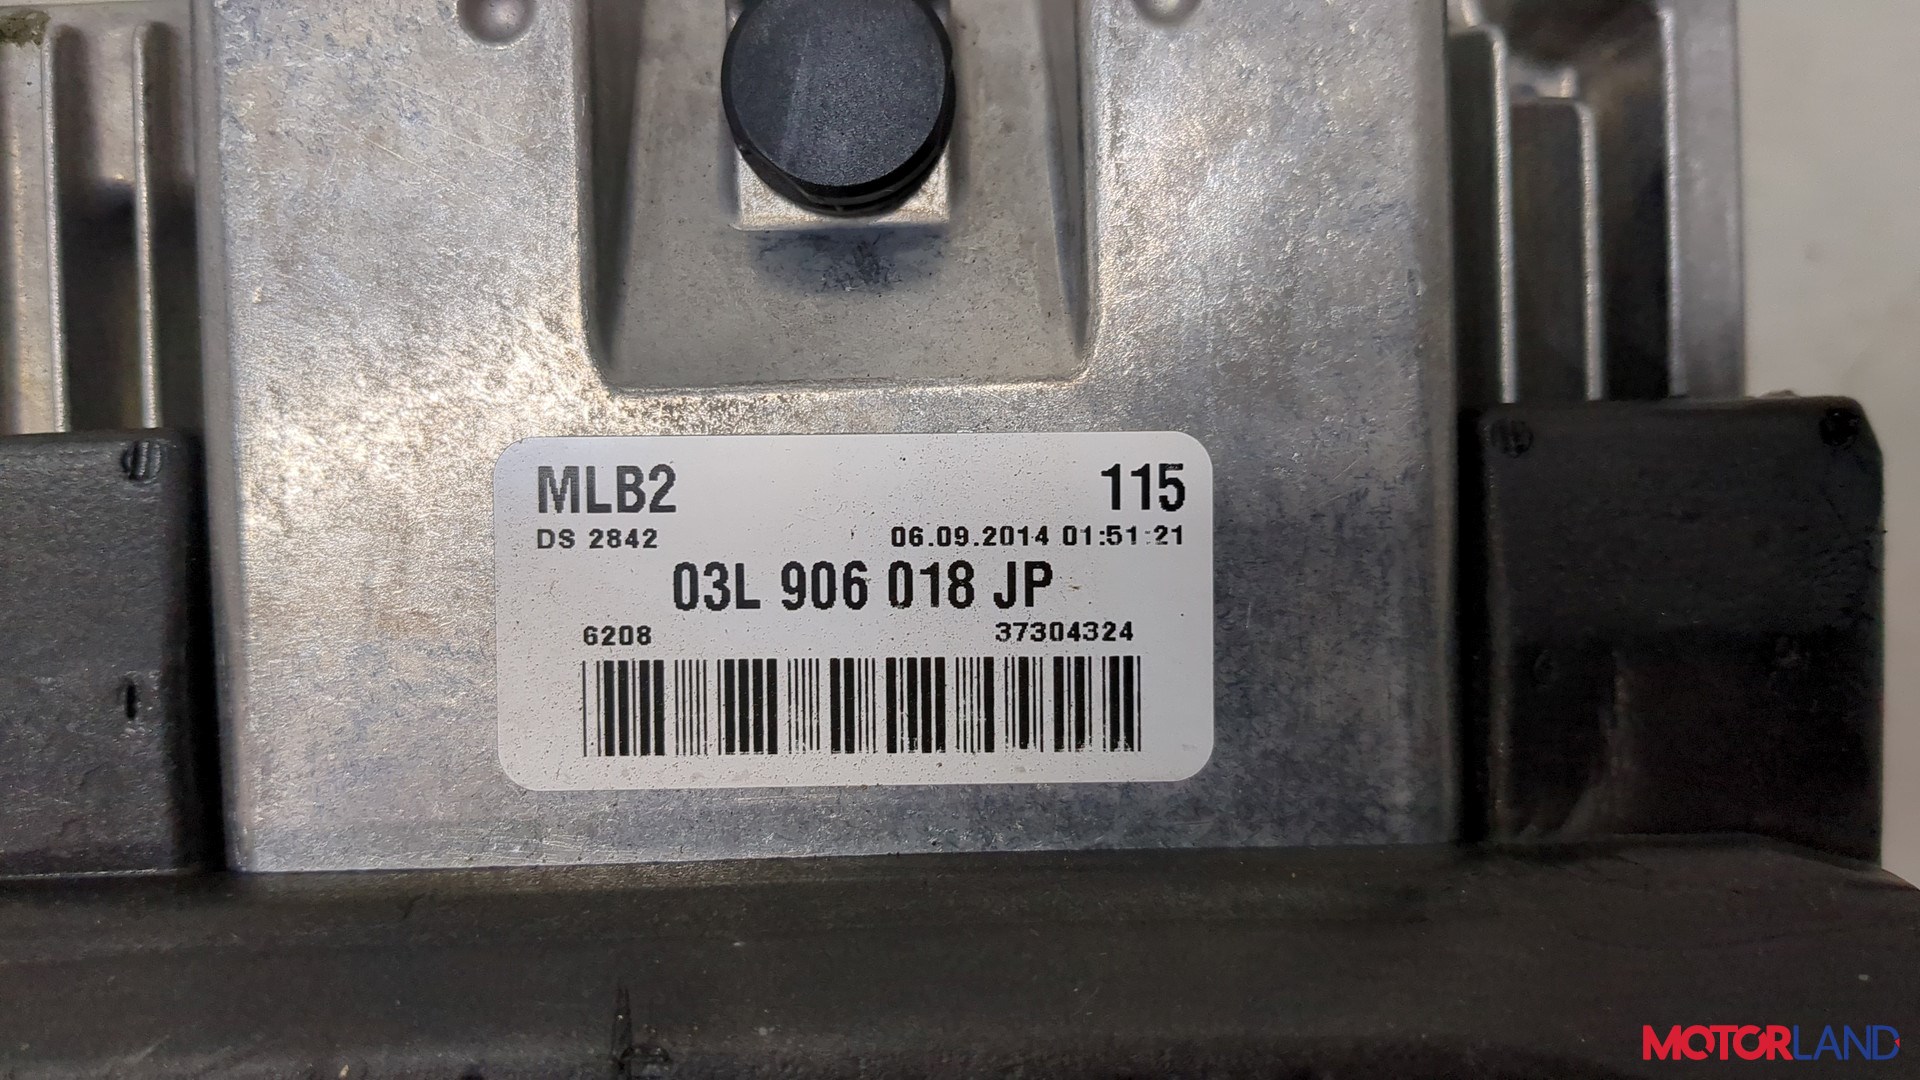 MLB2 115
DS 2842 06.09.2014 01:51:21
03L 906 018 JP
6208 37304324
MOTORLAND